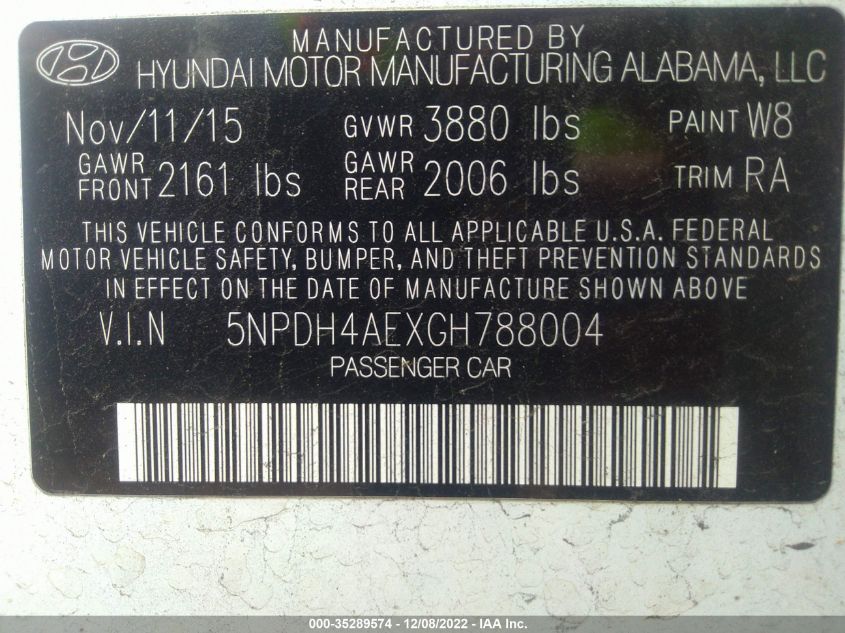 MANUFACTURED BY
HYUNDAI MOTOR MANUFACTURING ALABAMA, LLC
Nov/11/15 GVWR 3880 lbs PAINT W8
GAWR FRONT 2161 lbs GAWR REAR 2006 lbs TRIM RA
THIS VEHICLE CONFORMS TO ALL APPLICABLE U.S.A. FEDERAL
MOTOR VEHICLE SAFETY, BUMPER, AND THEFT PREVENTION STANDARDS
IN EFFECT ON THE DATE OF MANUFACTURE SHOWN ABOVE
V.I.N 5NPDH4AEXGH788004
PASSENGER CAR
000-35289574 - 12/08/2022 - IAA Inc.